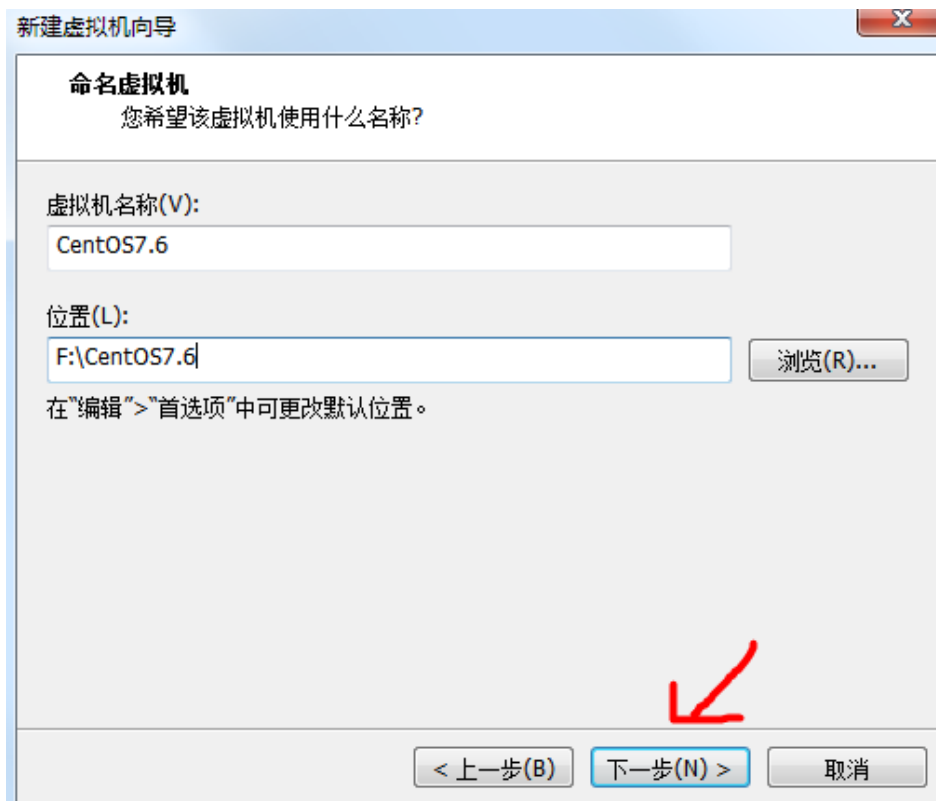 新建虚拟机向导
X
命名虚拟机
您希望该虚拟机使用什么名称?
虚拟机名称(V):
CentOS7.6
位置(L):
F:\CentOS7.6
浏览(R)...
在"编辑">"首选项"中可更改默认位置。
< 上一步(B) 下一步(N) > 取消